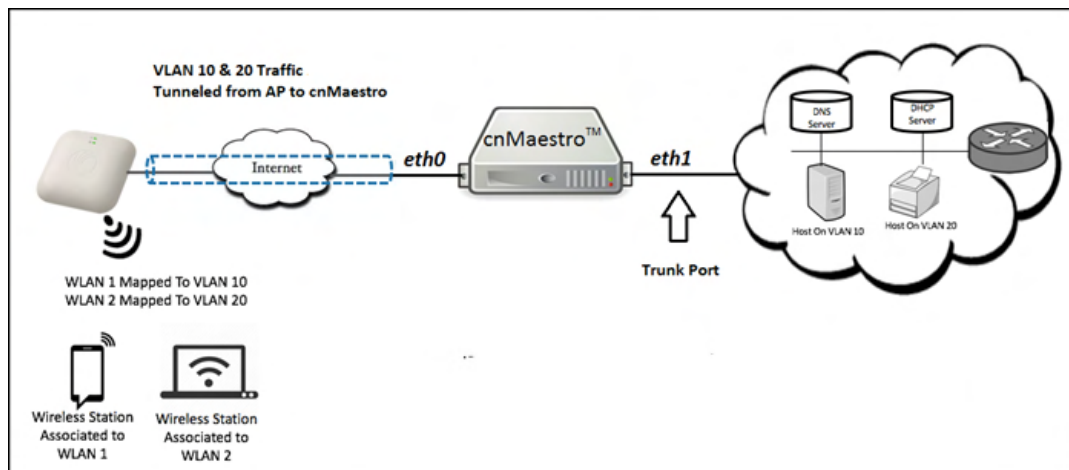 VLAN 10 & 20 Traffic
Tunneled from AP to cnMaestro
Internet
eth0
cnMaestro™
eth1
Trunk Port
DNS
Server
DHCP
Server
Host On VLAN 10
Host On VLAN 20
WLAN 1 Mapped To VLAN 10
WLAN 2 Mapped To VLAN 20
Wireless Station
Associated to
WLAN 1
Wireless Station
Associated to
WLAN 2